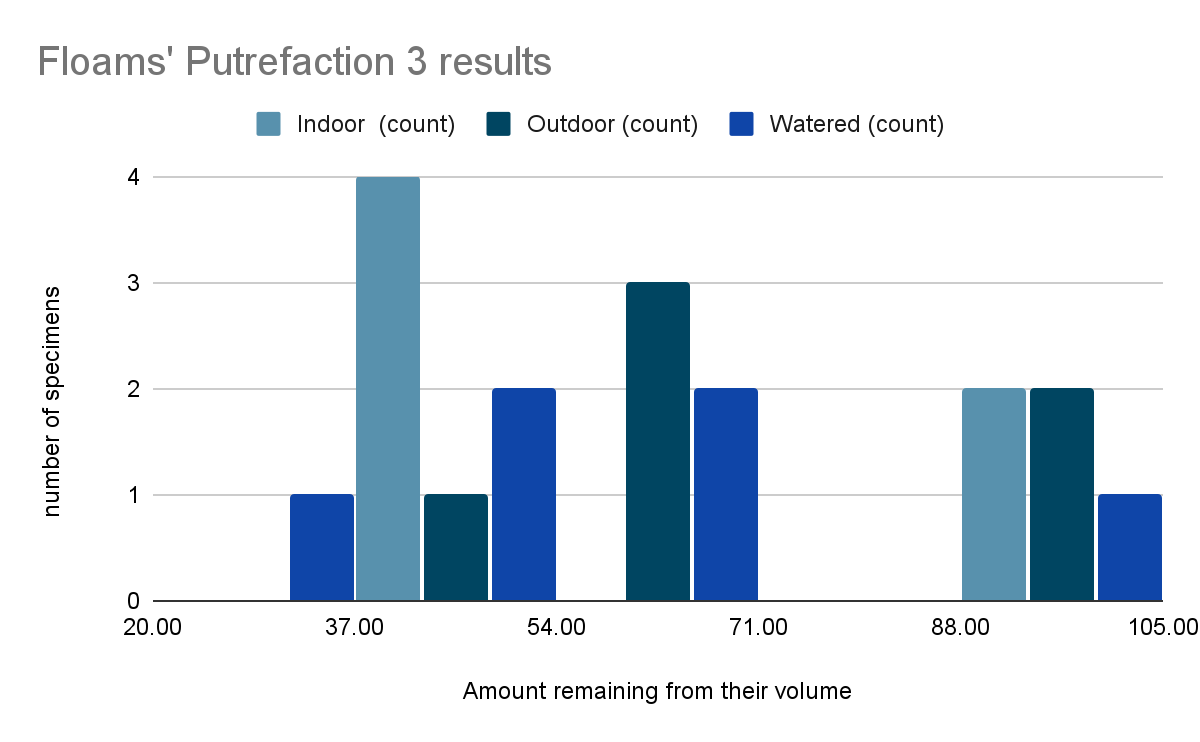 Floams' Putrefaction 3 results
Indoor  (count) Outdoor (count) Watered (count)
number of specimens
4
3
2
1
0
20.00 37.00 54.00 71.00 88.00 105.00
Amount remaining from their volume